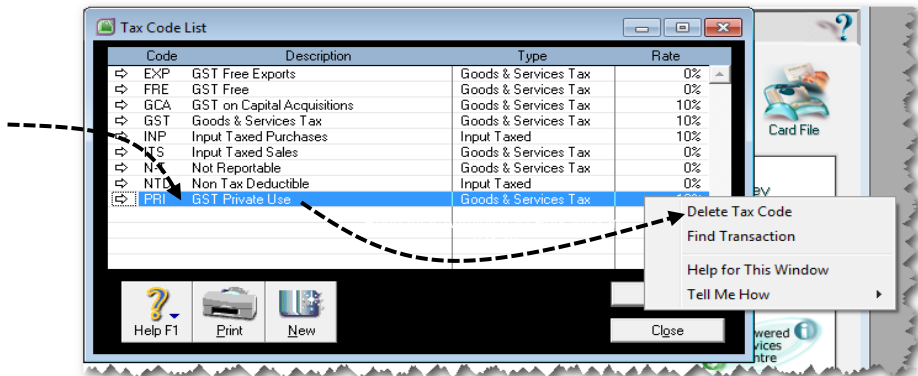 Tax Code List
Code Description Type Rate
EXP GST Free Exports Goods & Services Tax 0%
FRE GST Free Goods & Services Tax 0%
GCA GST on Capital Acquisitions Goods & Services Tax 10%
GST Goods & Services Tax Goods & Services Tax 10%
INP Input Taxed Purchases Input Taxed 10%
ITS Input Taxed Sales Goods & Services Tax 0%
N-T Not Reportable Goods & Services Tax 0%
NTD Non Tax Deductible Input Taxed 0%
PRI GST Private Use Goods & Services Tax
Card File
Delete Tax Code
Find Transaction
Help for This Window
Tell Me How
Help F1 Print New Close